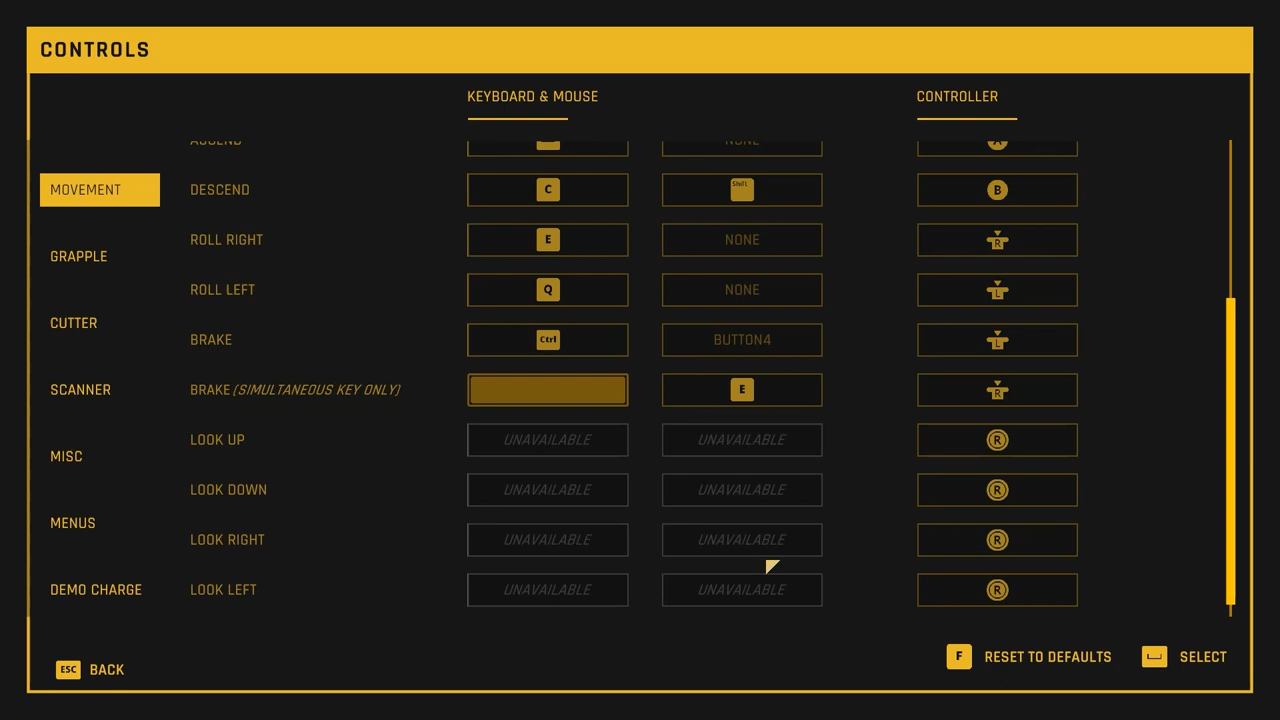 CONTROLS
KEYBOARD & MOUSE CONTROLLER
ASCEND NONE A
MOVEMENT DESCEND C Shift B
ROLL RIGHT E NONE R
GRAPPLE
ROLL LEFT Q NONE L
CUTTER
BRAKE Ctrl BUTTON4 L
SCANNER BRAKE (SIMULTANEOUS KEY ONLY) E R
LOOK UP UNAVAILABLE UNAVAILABLE R
MISC
LOOK DOWN UNAVAILABLE UNAVAILABLE R
MENUS
LOOK RIGHT UNAVAILABLE UNAVAILABLE R
DEMO CHARGE LOOK LEFT UNAVAILABLE UNAVAILABLE R
ESC BACK F RESET TO DEFAULTS SELECT